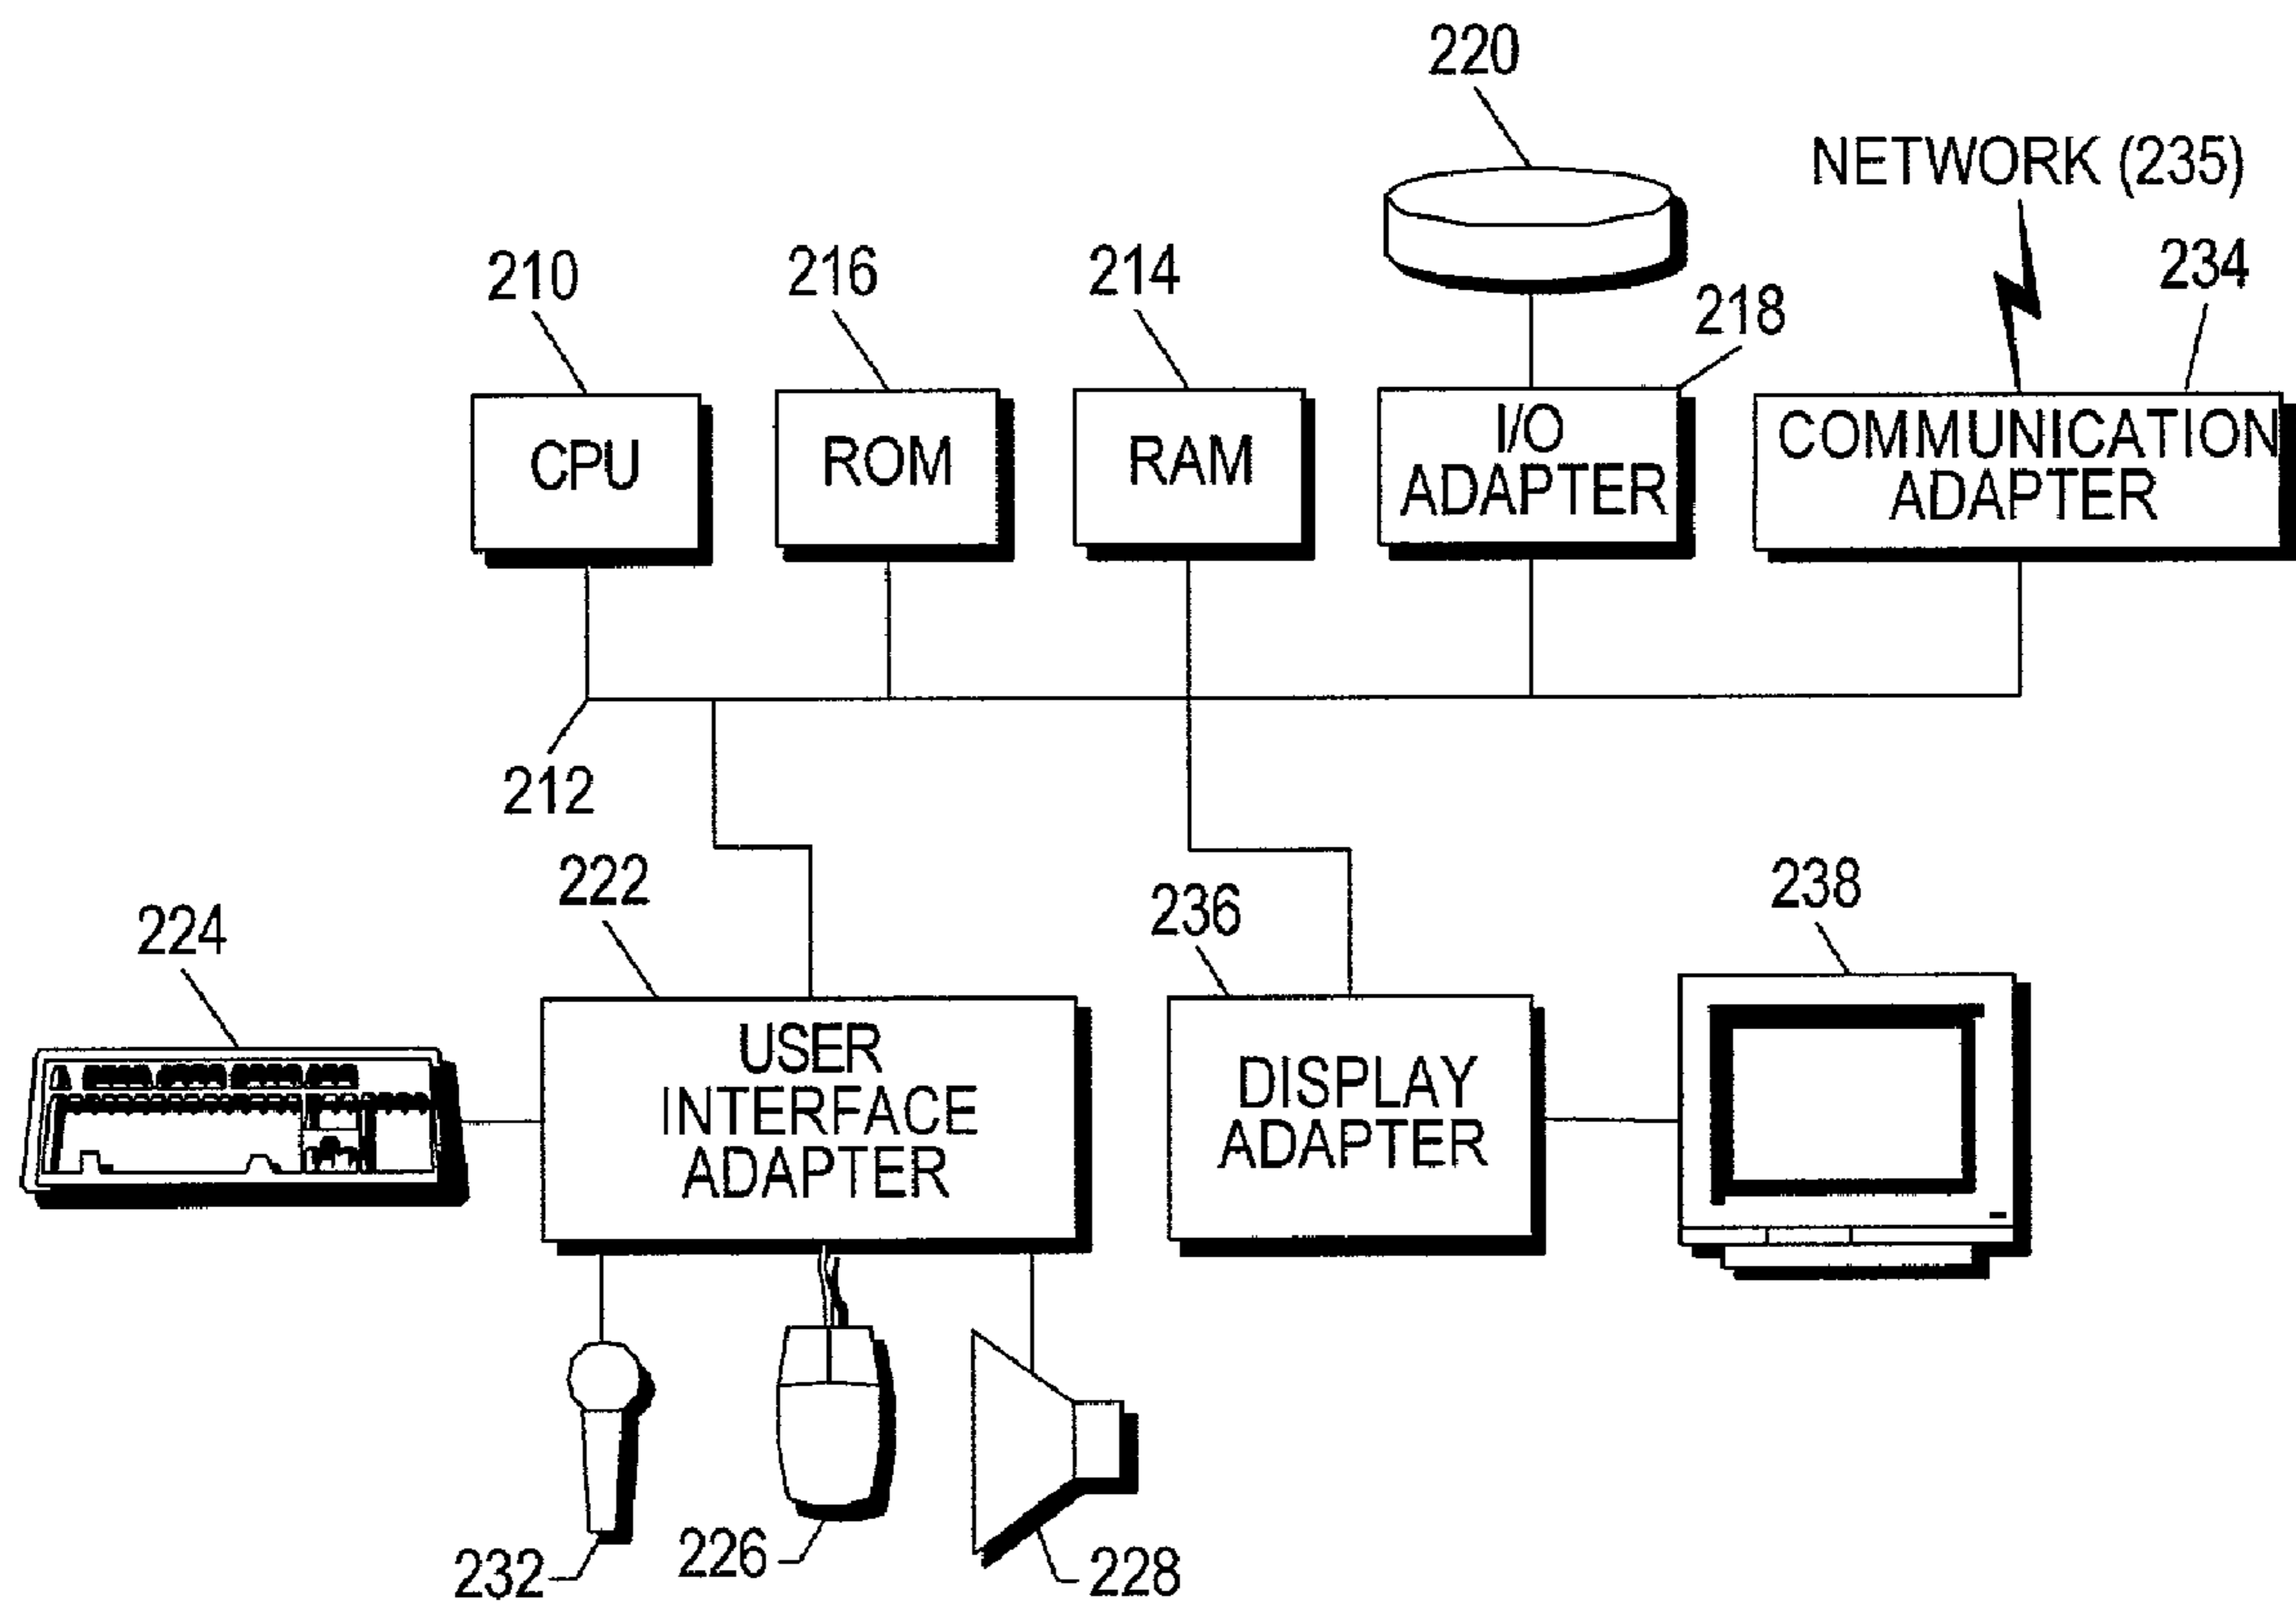 220
NETWORK (235)
210
216
214
218
234
CPU
ROM
RAM
I/O
ADAPTER
COMMUNICATION
ADAPTER
212
222
236
238
224
USER
INTERFACE
ADAPTER
DISPLAY
ADAPTER
232
226
228